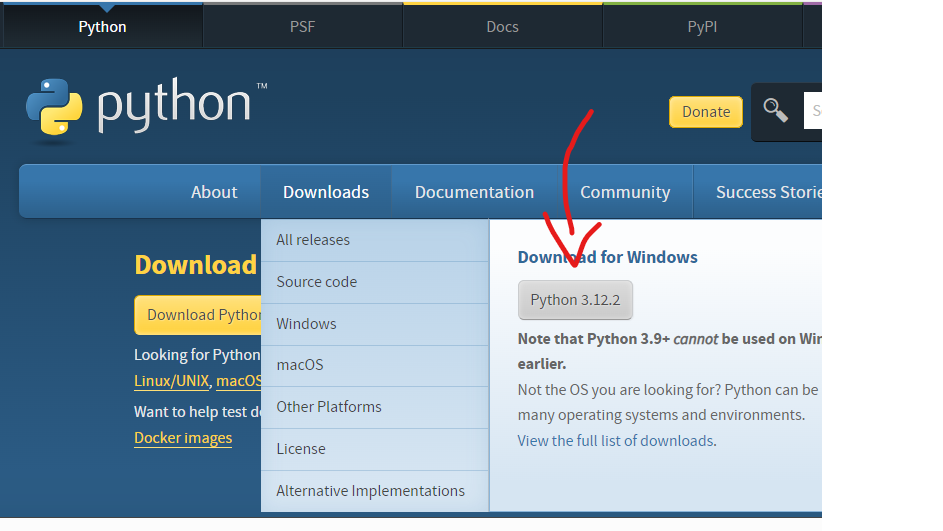 Python
PSF
Docs
PyPI
python™
Donate
About
Downloads
Documentation
Community
Success Storie
All releases
Source code
Windows
macOS
Other Platforms
License
Alternative Implementations
Download for Windows
Python 3.12.2
Note that Python 3.9+ cannot be used on Win
earlier.
Not the OS you are looking for? Python can be
many operating systems and environments.
View the full list of downloads.
Download
Download Python
Looking for Python
Linux/UNIX, macOS
Want to help test de
Docker images